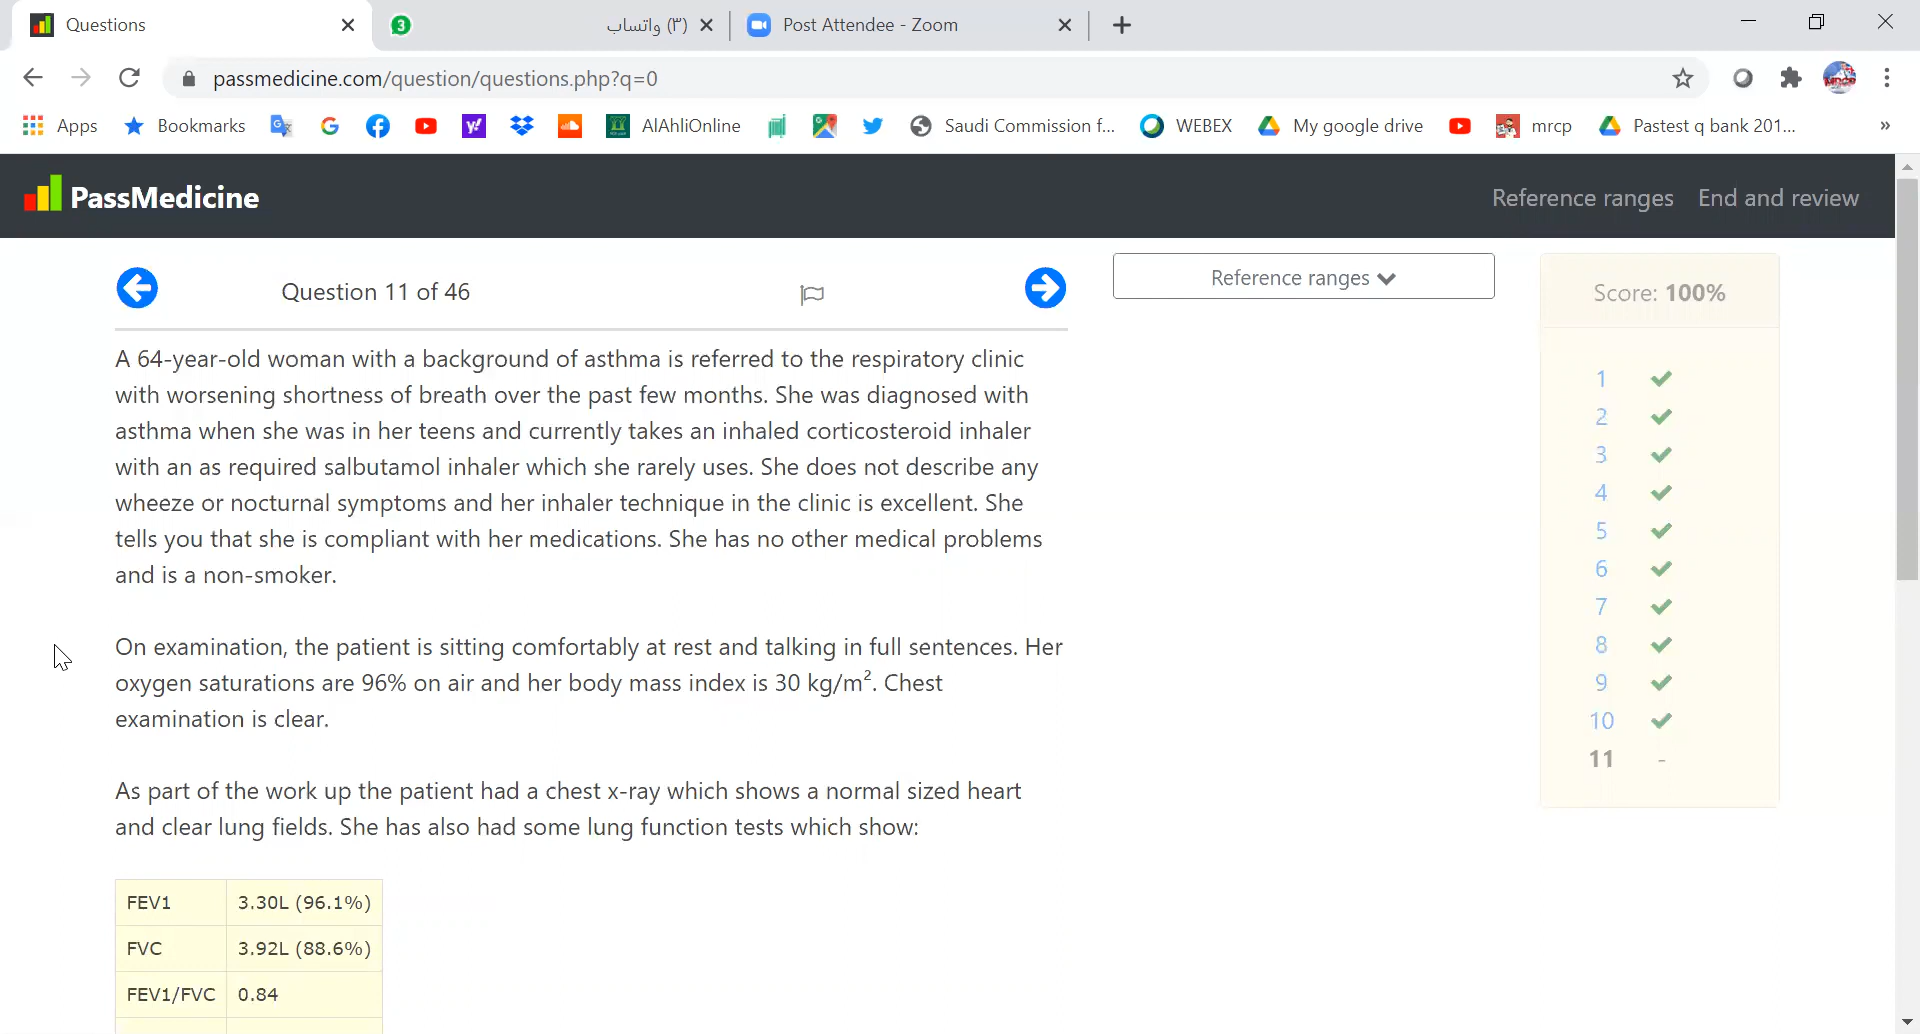 Questions
3
(٣) واتساب
Post Attendee - Zoom
passmedicine.com/question/questions.php?q=0
Apps
Bookmarks
AlAhliOnline
Saudi Commission f...
WEBEX
My google drive
mrcp
Pastest q bank 201...
»
PassMedicine
Reference ranges
End and review
Question 11 of 46
Reference ranges
Score: 100%
A 64-year-old woman with a background of asthma is referred to the respiratory clinic
with worsening shortness of breath over the past few months. She was diagnosed with
asthma when she was in her teens and currently takes an inhaled corticosteroid inhaler
with an as required salbutamol inhaler which she rarely uses. She does not describe any
wheeze or nocturnal symptoms and her inhaler technique in the clinic is excellent. She
tells you that she is compliant with her medications. She has no other medical problems
and is a non-smoker.
On examination, the patient is sitting comfortably at rest and talking in full sentences. Her
oxygen saturations are 96% on air and her body mass index is 30 kg/m². Chest
examination is clear.
As part of the work up the patient had a chest x-ray which shows a normal sized heart
and clear lung fields. She has also had some lung function tests which show:
FEV1 3.30L (96.1%)
FVC 3.92L (88.6%)
FEV1/FVC 0.84
1
2
3
4
5
6
7
8
9
10
11 -